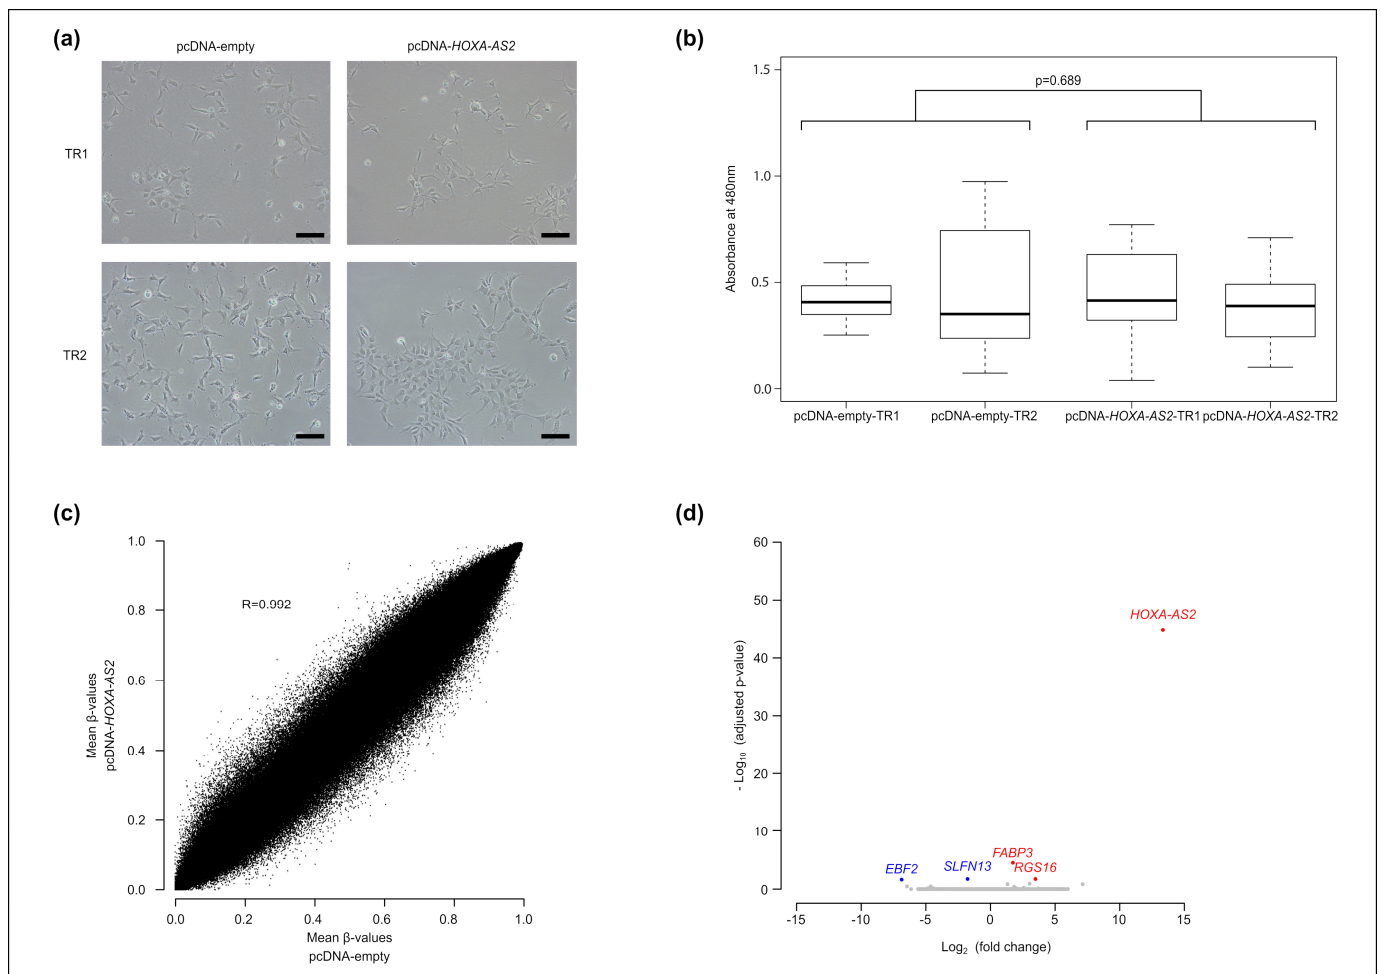 (a)
pcDNA-empty
pcDNA-HOXA-AS2
TR1
TR2
(b)
1.5
1.0
0.5
0.0
Absorbance at 480nm
p=0.689
pcDNA-empty-TR1
pcDNA-empty-TR2
pcDNA-HOXA-AS2-TR1
pcDNA-HOXA-AS2-TR2
(c)
1.0
0.8
0.6
0.4
0.2
0.0
Mean β-values
pcDNA-HOXA-AS2
R=0.992
0.0
0.2
0.4
0.6
0.8
1.0
Mean β-values
pcDNA-empty
(d)
60
50
40
30
20
10
0
- Log₁₀ (adjusted p-value)
HOXA-AS2
FABP3
RGS16
SLFN13
EBF2
-15
-10
-5
0
5
10
15
Log₂ (fold change)